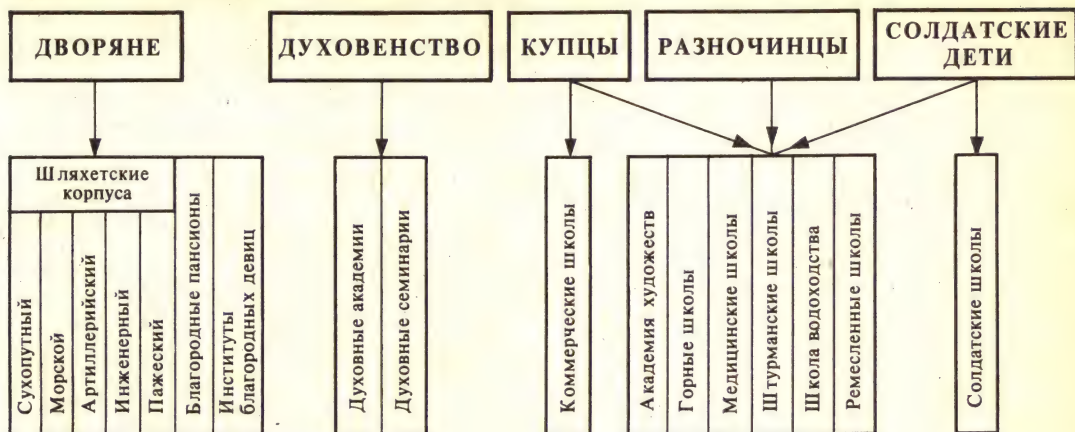 ДВОРЯНЕ
ДУХОВЕНСТВО
КУПЦЫ
РАЗНОЧИНЦЫ
СОЛДАТСКИЕ
ДЕТИ
Шляхетские
корпуса
Сухопутный
Морской
Артиллерийский
Инженерный
Пажеский
Благородные пансионы
Институты
благородных девиц
Духовные академии
Духовные семинарии
Коммерческие школы
Академия художеств
Горные школы
Медицинские школы
Штурманские школы
Школа водоходства
Ремесленные школы
Солдатские школы